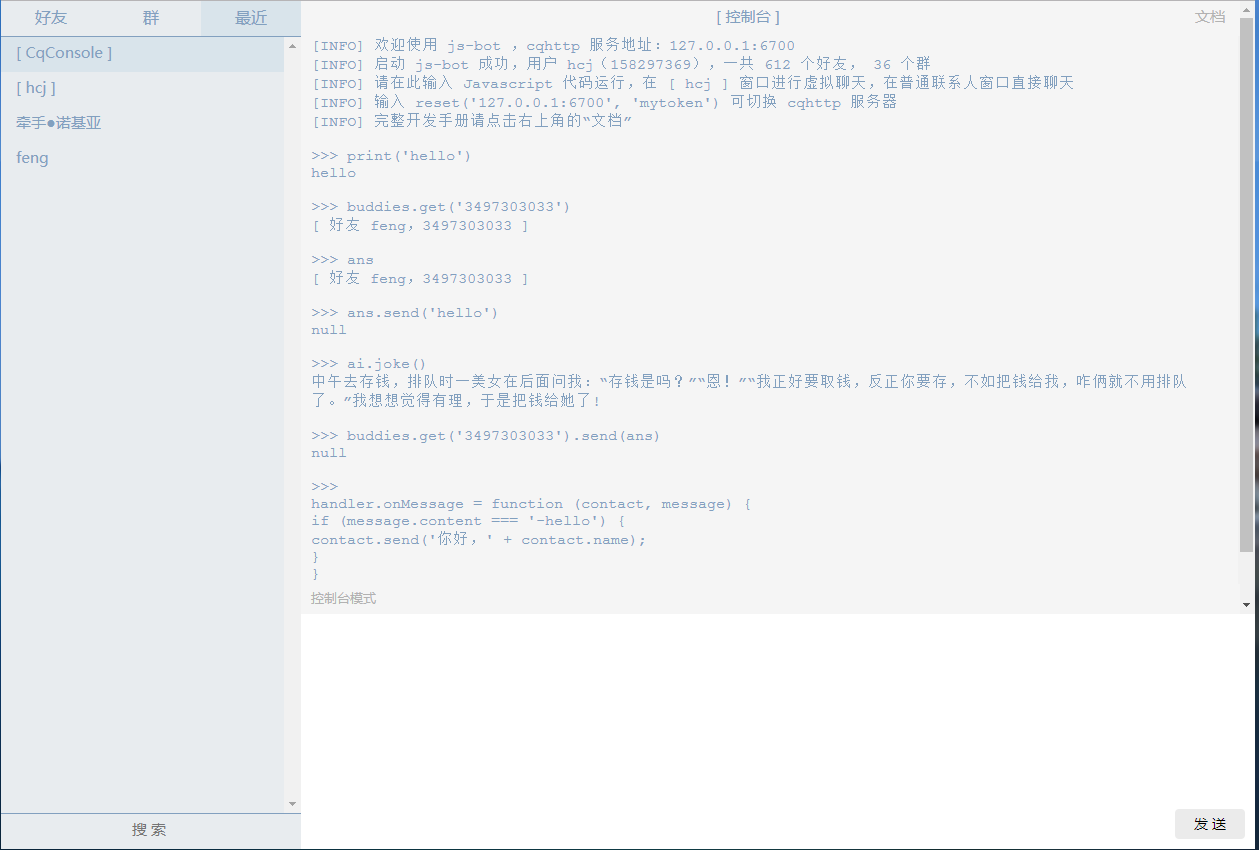 好友 群 最近
[ CqConsole ]
[ hcj ]
牵手●诺基亚
feng
搜 索
[ 控制台 ] 文档
[INFO] 欢迎使用 js-bot ，cqhttp 服务地址：127.0.0.1:6700
[INFO] 启动 js-bot 成功，用户 hcj（158297369），一共 612 个好友， 36 个群
[INFO] 请在此输入 Javascript 代码运行，在 [ hcj ] 窗口进行虚拟聊天，在普通联系人窗口直接聊天
[INFO] 输入 reset('127.0.0.1:6700', 'mytoken') 可切换 cqhttp 服务器
[INFO] 完整开发手册请点击右上角的“文档”
>>> print('hello')
hello
>>> buddies.get('3497303033')
[ 好友 feng，3497303033 ]
>>> ans
[ 好友 feng，3497303033 ]
>>> ans.send('hello')
null
>>> ai.joke()
中午去存钱，排队时一美女在后面问我：“存钱是吗？”“恩！”“我正好要取钱，反正你要存，不如把钱给我，咋俩就不用排队
了。”我想想觉得有理，于是把钱给她了！
>>> buddies.get('3497303033').send(ans)
null
>>>
handler.onMessage = function (contact, message) {
if (message.content === '-hello') {
contact.send('你好，' + contact.name);
}
}
控制台模式
发 送